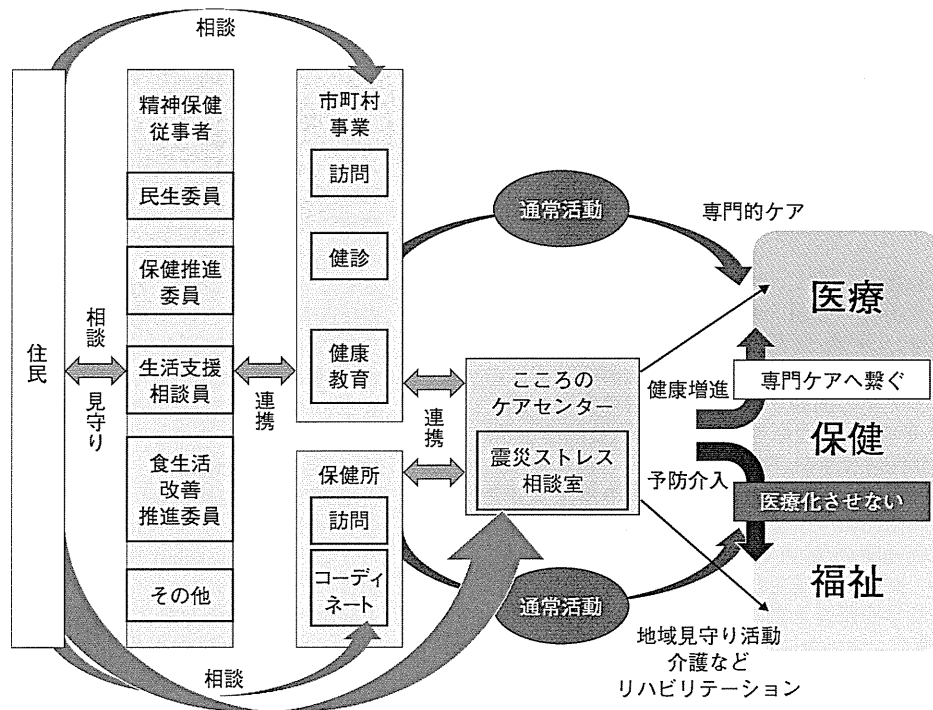 相談
住民
相談
見守り
精神保健
従事者
民生委員
保健推進
委員
生活支援
相談員
食生活
改善
推進委員
その他
連携
市町村
事業
訪問
健診
健康
教育
保健所
訪問
コーディ
ネート
相談
連携
こころの
ケアセンター
震災ストレス
相談室
通常活動
通常活動
専門的ケア
健康増進
予防介入
医療
専門ケアへ繋ぐ
保健
医療化させない
福祉
地域見守り活動
介護など
リハビリテーション